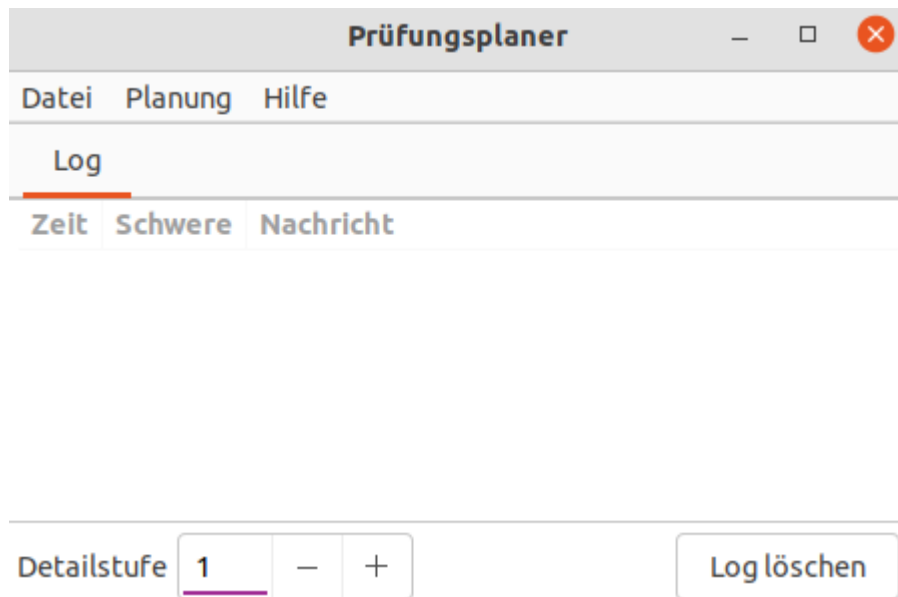 Prüfungsplaner
Datei Planung Hilfe
Log
Zeit Schwere Nachricht
Detailstufe 1 − + Log löschen